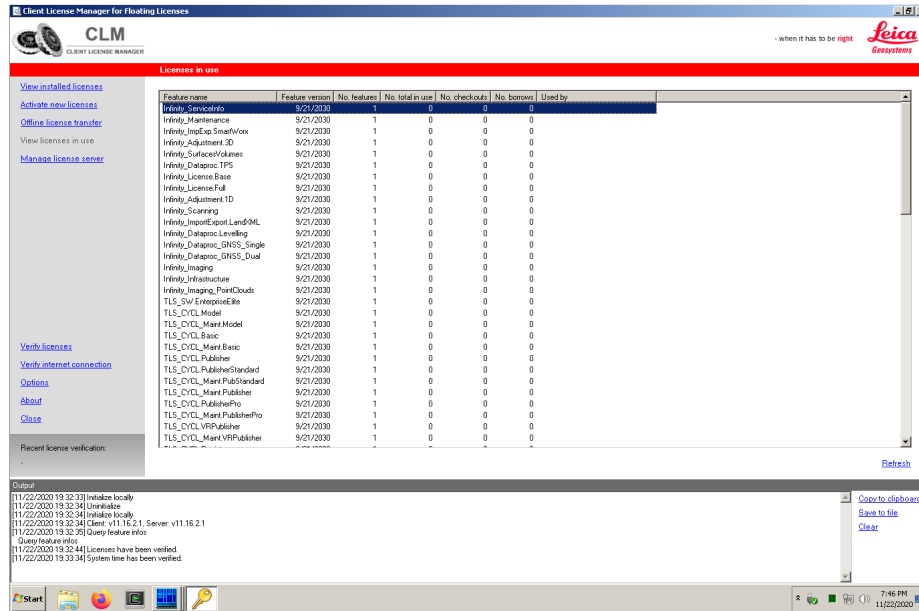 Client License Manager for Floating Licenses
CLM
CLIENT LICENSE MANAGER
- when it has to be right
Leica
Geosystems
Licenses in use
View installed licenses
Activate new licenses
Offline license transfer
View licenses in use
Manage license server
Feature name Feature version No. features No. total in use No. checkouts No. borrows Used by
Infinity_ServiceInfo 9/21/2030 1 0 0 0
Infinity_Maintenance 9/21/2030 1 0 0 0
Infinity_ImpExp.SmartWorx 9/21/2030 1 0 0 0
Infinity_Adjustment.3D 9/21/2030 1 0 0 0
Infinity_SurfacesVolumes 9/21/2030 1 0 0 0
Infinity_Dataproc.TPS 9/21/2030 1 0 0 0
Infinity_License.Base 9/21/2030 1 0 0 0
Infinity_License.Full 9/21/2030 1 0 0 0
Infinity_Adjustment.1D 9/21/2030 1 0 0 0
Infinity_Scanning 9/21/2030 1 0 0 0
Infinity_ImportExport.LandXML 9/21/2030 1 0 0 0
Infinity_Dataproc.Levelling 9/21/2030 1 0 0 0
Infinity_Dataproc_GNSS_Single 9/21/2030 1 0 0 0
Infinity_Dataproc_GNSS_Dual 9/21/2030 1 0 0 0
Infinity_Imaging 9/21/2030 1 0 0 0
Infinity_Infrastructure 9/21/2030 1 0 0 0
Infinity_Imaging_PointClouds 9/21/2030 1 0 0 0
TLS_SW.EnterpriseElite 9/21/2030 1 0 0 0
TLS_CYCL.Model 9/21/2030 1 0 0 0
TLS_CYCL_Maint.Model 9/21/2030 1 0 0 0
TLS_CYCL.Basic 9/21/2030 1 0 0 0
TLS_CYCL_Maint.Basic 9/21/2030 1 0 0 0
TLS_CYCL.Publisher 9/21/2030 1 0 0 0
TLS_CYCL.PublisherStandard 9/21/2030 1 0 0 0
TLS_CYCL_Maint.PubStandard 9/21/2030 1 0 0 0
TLS_CYCL_Maint.Publisher 9/21/2030 1 0 0 0
TLS_CYCL.PublisherPro 9/21/2030 1 0 0 0
TLS_CYCL_Maint.PublisherPro 9/21/2030 1 0 0 0
TLS_CYCL.VRPublisher 9/21/2030 1 0 0 0
TLS_CYCL_Maint.VRPublisher 9/21/2030 1 0 0 0
Verify licenses
Verify internet connection
Options
About
Close
Recent license verification:
-
Refresh
Output
[11/22/2020 19:32:33] Initialize locally
[11/22/2020 19:32:34] Uninitialize
[11/22/2020 19:32:34] Initialize locally
[11/22/2020 19:32:34] Client: v11.16.2.1, Server: v11.16.2.1
[11/22/2020 19:32:35] Query feature infos
Query feature infos
[11/22/2020 19:32:44] Licenses have been verified.
[11/22/2020 19:33:34] System time has been verified.
Copy to clipboard
Save to file
Clear
Start
7:46 PM
11/22/2020